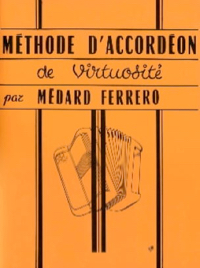 MÉTHODE D'ACCORDÉON
de Virtuosité
par MÉDARD FERRERO